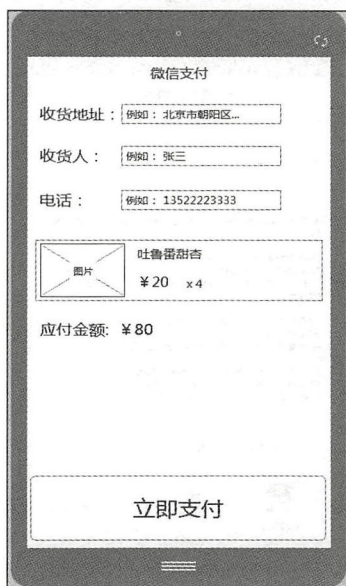 微信支付
收货地址：例如：北京市朝阳区...
收货人：例如：张三
电话：例如：13522223333
图片
吐鲁番甜杏
￥20 x4
应付金额：￥80
立即支付